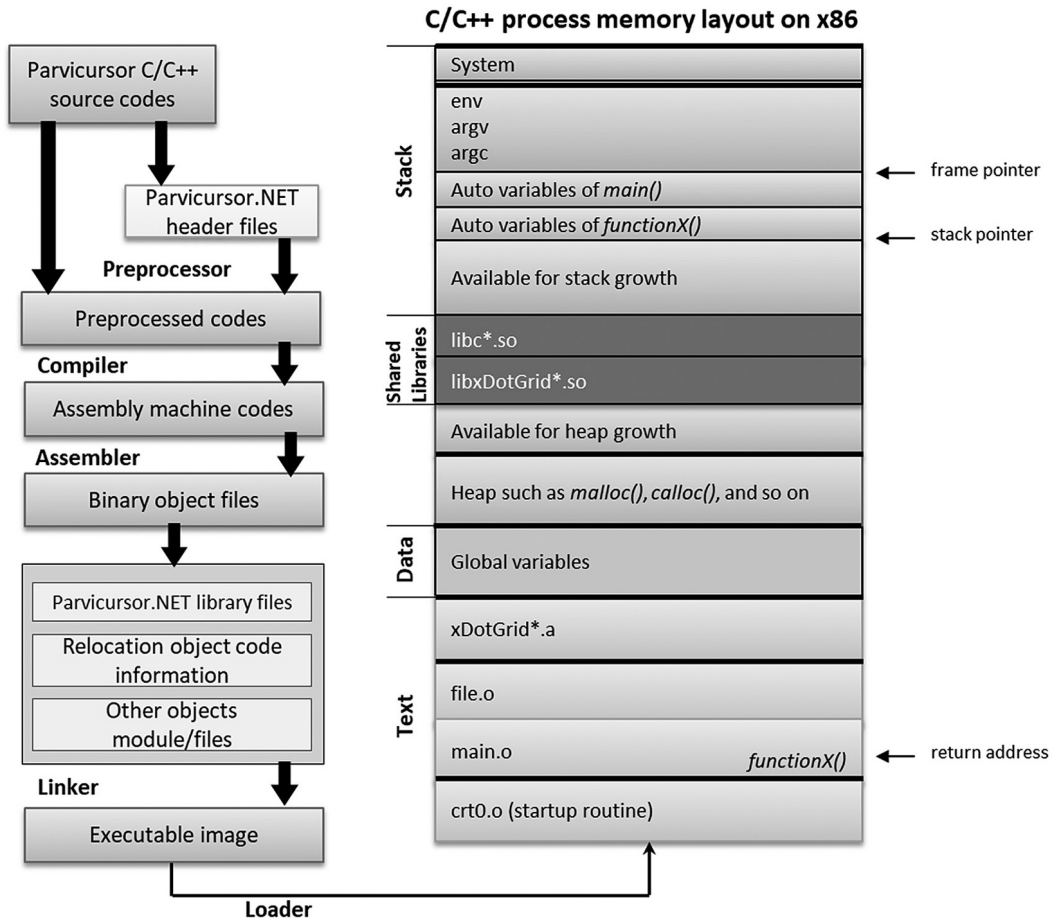 C/C++ process memory layout on x86
Parvicursor C/C++
source codes
Parvicursor.NET
header files
Preprocessor
Preprocessed codes
Compiler
Assembly machine codes
Assembler
Binary object files
Parvicursor.NET library files
Relocation object code
information
Other objects
module/files
Linker
Executable image
Loader
Stack
System
env
argv
argc
Auto variables of main()
Auto variables of functionX()
Available for stack growth
frame pointer
stack pointer
Shared
Libraries
libc*.so
libxDotGrid*.so
Available for heap growth
Heap such as malloc(), calloc(), and so on
Data
Global variables
Text
xDotGrid*.a
file.o
main.o
functionX()
return address
crt0.o (startup routine)